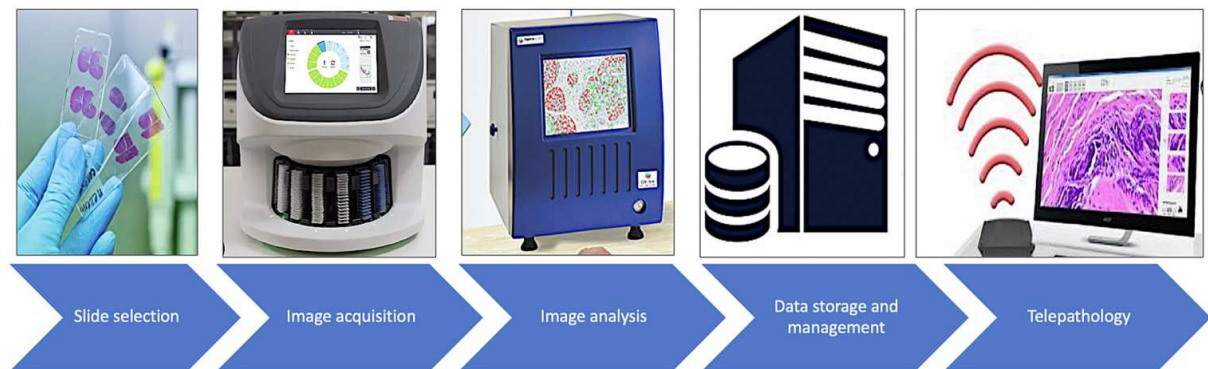 Slide selection
Image acquisition
Image analysis
Data storage and
management
Telepathology